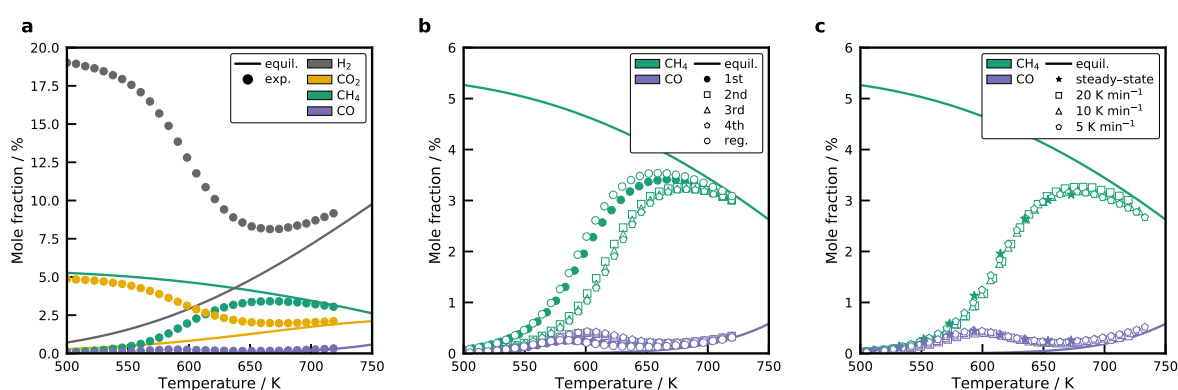 a
20.0
17.5
15.0
12.5
10.0
7.5
5.0
2.5
0.0
Mole fraction / %
500 550 600 650 700 750
Temperature / K
equil.
exp.
H₂
CO₂
CH₄
CO
b
6
5
4
3
2
1
0
Mole fraction / %
500 550 600 650 700 750
Temperature / K
CH₄
CO
equil.
1st
2nd
3rd
4th
reg.
c
6
5
4
3
2
1
0
Mole fraction / %
500 550 600 650 700 750
Temperature / K
CH₄
CO
equil.
steady–state
20 K min⁻¹
10 K min⁻¹
5 K min⁻¹